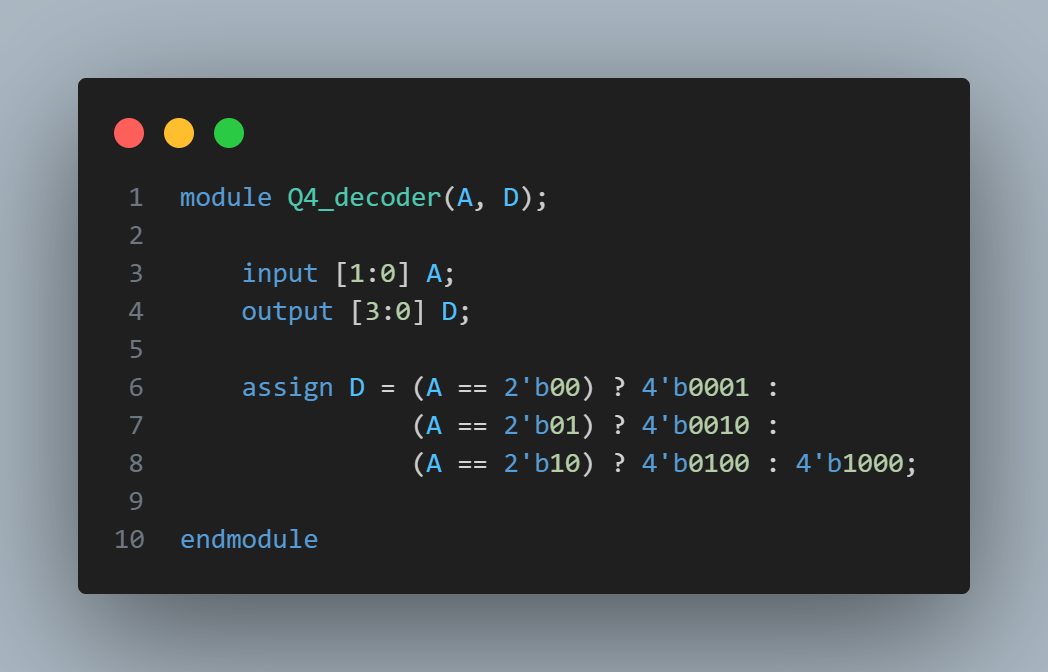 1 module Q4_decoder(A, D);
2
3     input [1:0] A;
4     output [3:0] D;
5
6     assign D = (A == 2'b00) ? 4'b0001 :
7                (A == 2'b01) ? 4'b0010 :
8                (A == 2'b10) ? 4'b0100 : 4'b1000;
9
10 endmodule